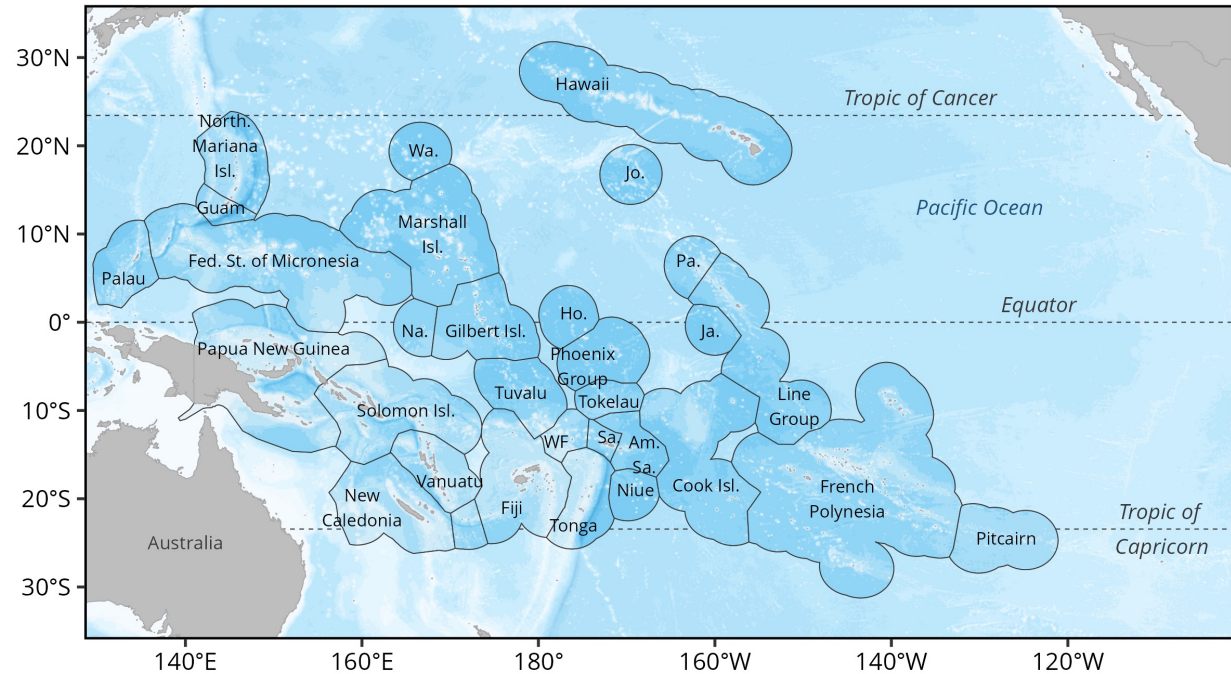 30°N
20°N
10°N
0°
10°S
20°S
30°S
Hawaii
Tropic of Cancer
North.
Mariana
Isl.
Guam
Wa.
Jo.
Pacific Ocean
Marshall
Isl.
Palau
Fed. St. of Micronesia
Pa.
Equator
Na.
Gilbert Isl.
Ho.
Ja.
Papua New Guinea
Phoenix
Group
Tuvalu
Tokelau
Line
Group
Solomon Isl.
WF
Sa.
Am.
Sa.
Vanuatu
Niue
Cook Isl.
French
Polynesia
New
Caledonia
Fiji
Tonga
Tropic of
Capricorn
Pitcairn
Australia
140°E
160°E
180°
160°W
140°W
120°W